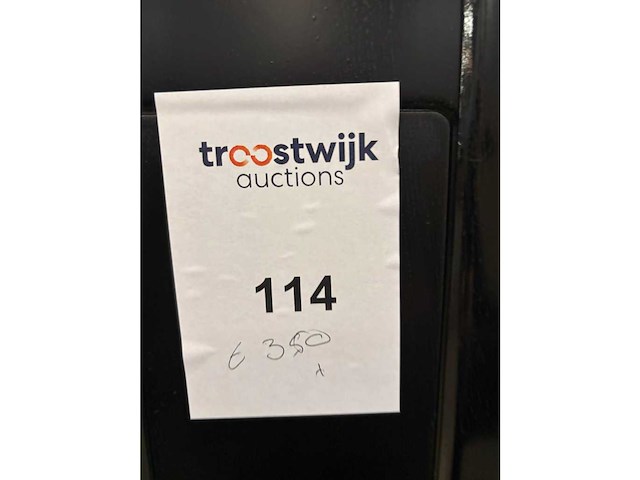 troostwijk
auctions
114
€ 350